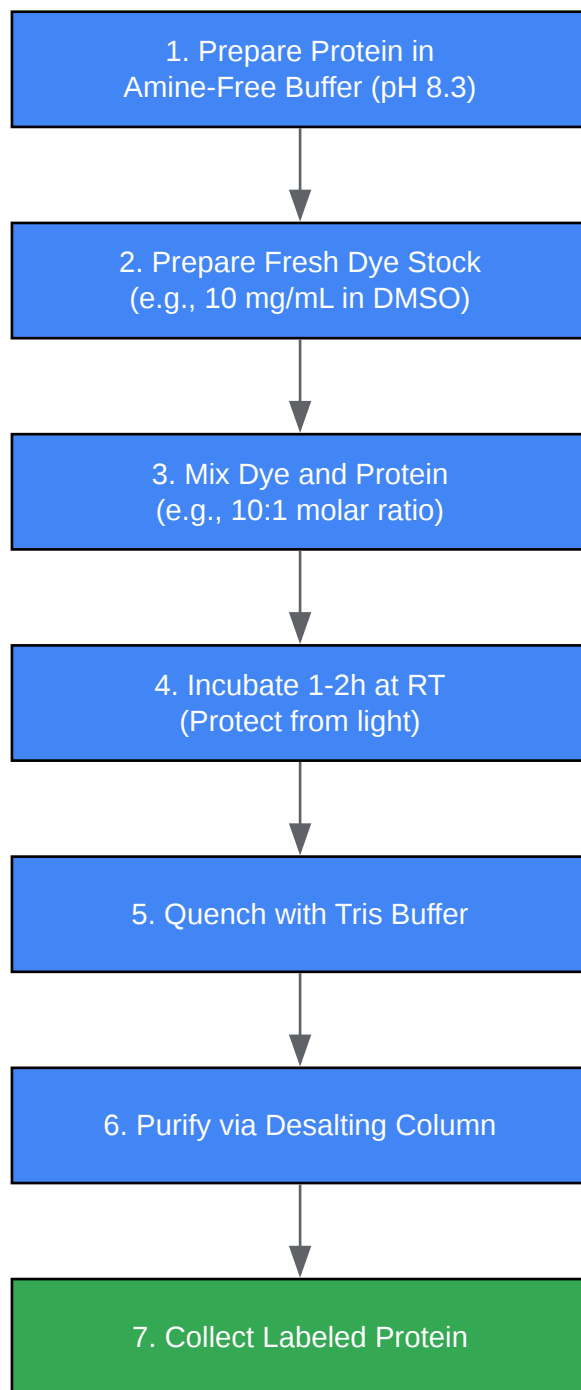 1. Prepare Protein in
Amine-Free Buffer (pH 8.3)
2. Prepare Fresh Dye Stock
(e.g., 10 mg/mL in DMSO)
3. Mix Dye and Protein
(e.g., 10:1 molar ratio)
4. Incubate 1-2h at RT
(Protect from light)
5. Quench with Tris Buffer
6. Purify via Desalting Column
7. Collect Labeled Protein